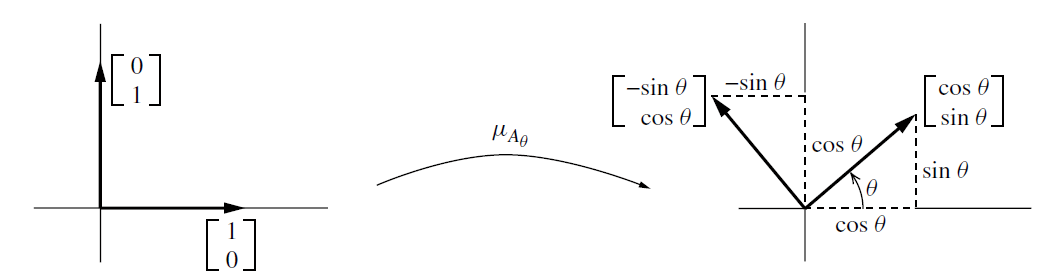 [0
1]
[1
0]
μ_{A_θ}
[−sin θ
cos θ]
−sin θ
[cos θ
sin θ]
cos θ
sin θ
θ
cos θ